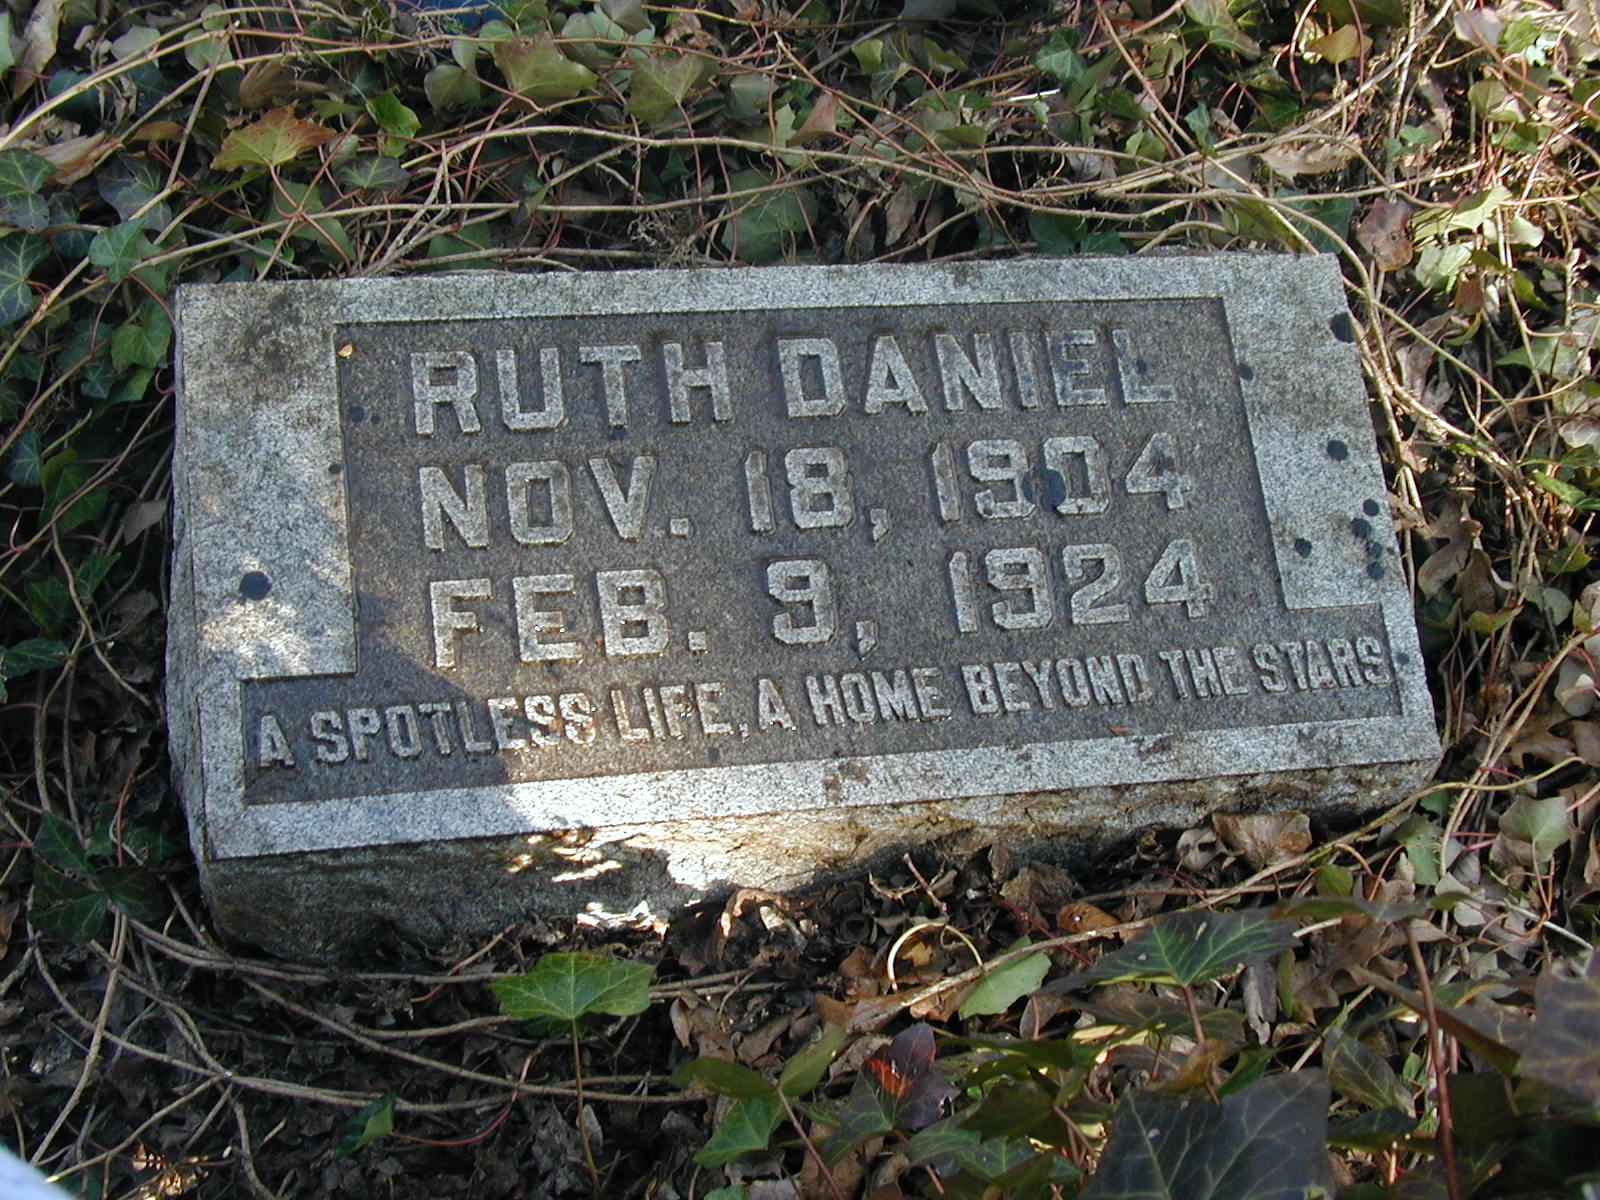 RUTH DANIEL
NOV. 18, 1904
FEB. 9, 1924
A SPOTLESS LIFE, A HOME BEYOND THE STARS